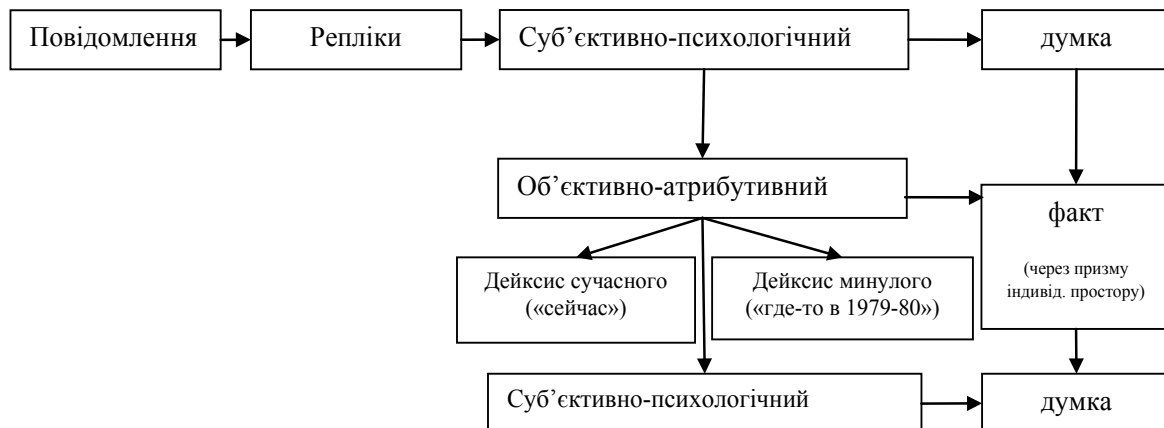 Повідомлення
Репліки
Суб’єктивно-психологічний
думка
Об’єктивно-атрибутивний
факт
(через призму
індивід. простору)
Дейксис сучасного
(«сейчас»)
Дейксис минулого
(«где-то в 1979-80»)
Суб’єктивно-психологічний
думка